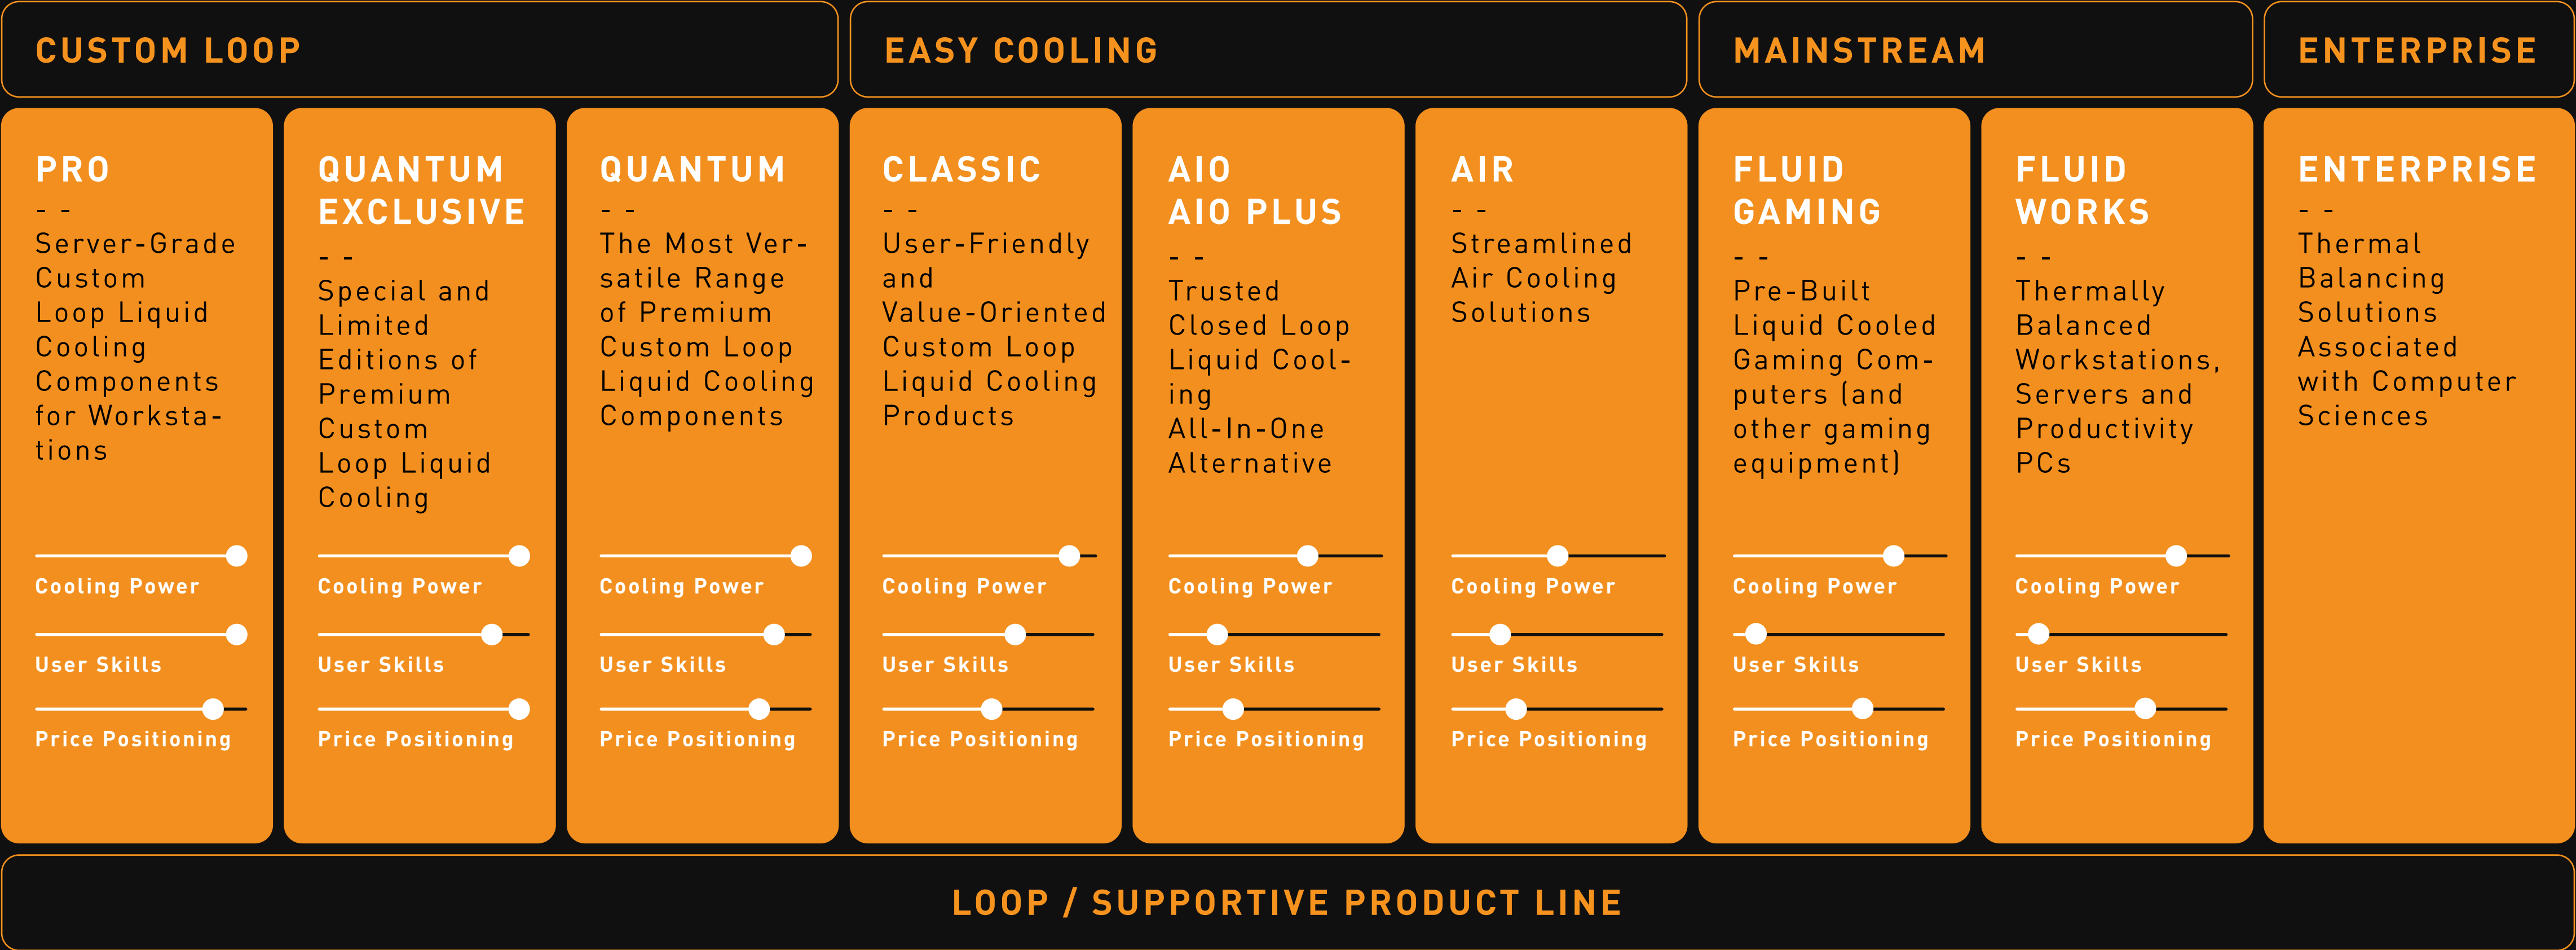 CUSTOM LOOP
EASY COOLING
MAINSTREAM
ENTERPRISE
PRO
- -
Server-Grade
Custom
Loop Liquid
Cooling
Components
for Worksta-
tions
Cooling Power
User Skills
Price Positioning
QUANTUM
EXCLUSIVE
- -
Special and
Limited
Editions of
Premium
Custom
Loop Liquid
Cooling
Cooling Power
User Skills
Price Positioning
QUANTUM
- -
The Most Ver-
satile Range
of Premium
Custom Loop
Liquid Cooling
Components
Cooling Power
User Skills
Price Positioning
CLASSIC
- -
User-Friendly
and
Value-Oriented
Custom Loop
Liquid Cooling
Products
Cooling Power
User Skills
Price Positioning
AIO
AIO PLUS
- -
Trusted
Closed Loop
Liquid Cool-
ing
All-In-One
Alternative
Cooling Power
User Skills
Price Positioning
AIR
- -
Streamlined
Air Cooling
Solutions
Cooling Power
User Skills
Price Positioning
FLUID
GAMING
- -
Pre-Built
Liquid Cooled
Gaming Com-
puters (and
other gaming
equipment)
Cooling Power
User Skills
Price Positioning
FLUID
WORKS
- -
Thermally
Balanced
Workstations,
Servers and
Productivity
PCs
Cooling Power
User Skills
Price Positioning
ENTERPRISE
- -
Thermal
Balancing
Solutions
Associated
with Computer
Sciences
LOOP / SUPPORTIVE PRODUCT LINE